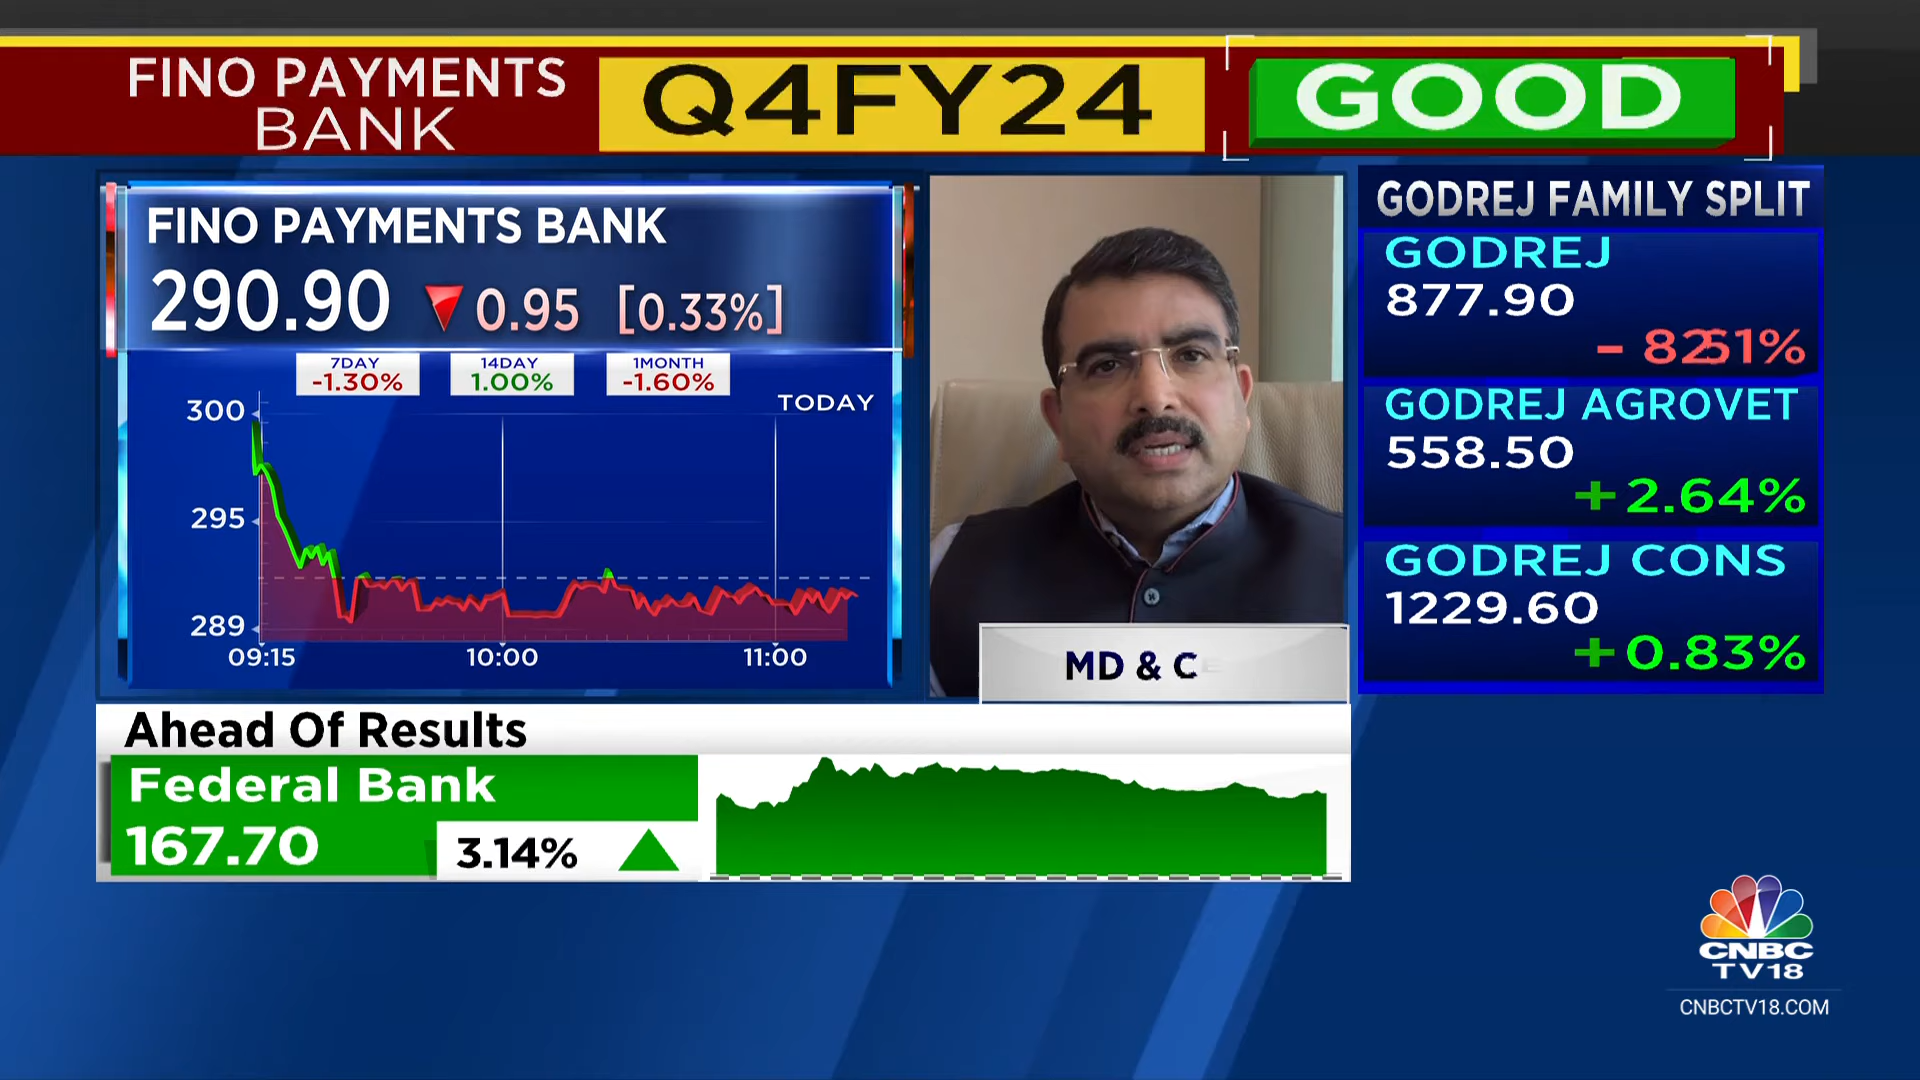 FINO PAYMENTS
BANK
Q4FY24
GOOD
FINO PAYMENTS BANK
290.90 ▼ 0.95 [0.33%]
7DAY
-1.30%
14DAY
1.00%
1MONTH
-1.60%
TODAY
300
295
289
09:15 10:00 11:00
MD & C
GODREJ FAMILY SPLIT
GODREJ
877.90
GODREJ AGROVET
558.50
+2.64%
GODREJ CONS
1229.60
+0.83%
Ahead Of Results
Federal Bank
167.70
3.14% ▲
CNBC
TV18
CNBCTV18.COM